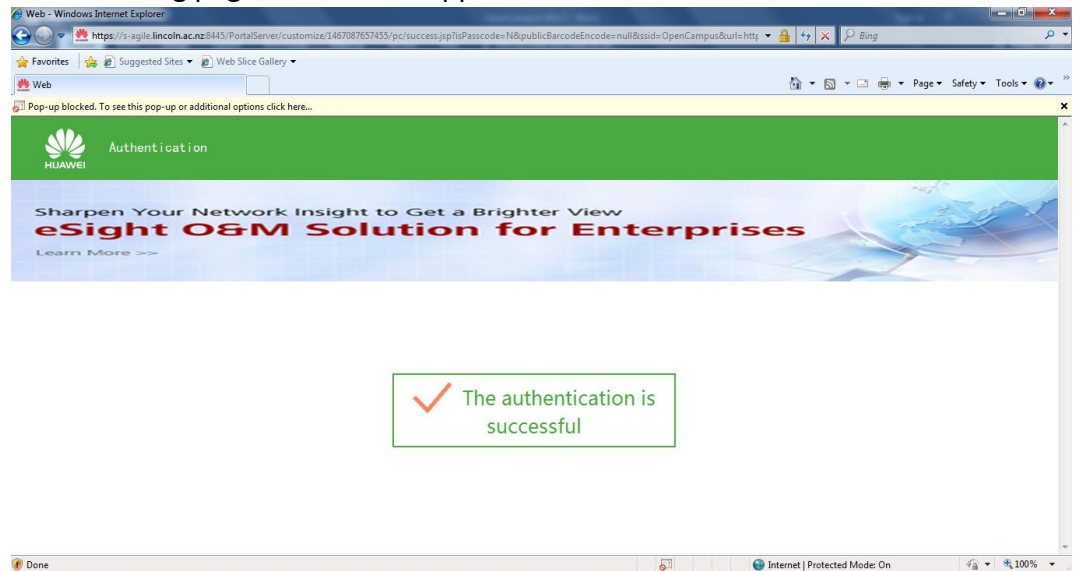 Web - Windows Internet Explorer
https://s-agile.lincoln.ac.nz:8445/PortalServer/customize/1467087657455/pc/success.jsp?isPasscode=N&publicBarcodeEncode=null&ssid=OpenCampus&url=http
Bing
Favorites Suggested Sites Web Slice Gallery
Web Page Safety Tools
Pop-up blocked. To see this pop-up or additional options click here...
HUAWEI
Authentication
Sharpen Your Network Insight to Get a Brighter View
eSight O&M Solution for Enterprises
Learn More >>
The authentication is
successful
Done Internet | Protected Mode: On 100%